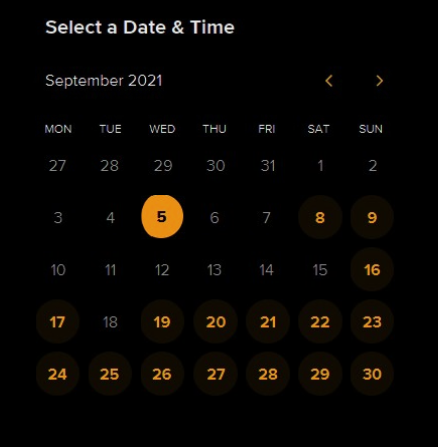 Select a Date & Time
September 2021
MON TUE WED THU FRI SAT SUN
27 28 29 30 31 1 2
3 4 5 6 7 8 9
10 11 12 13 14 15 16
17 18 19 20 21 22 23
24 25 26 27 28 29 30